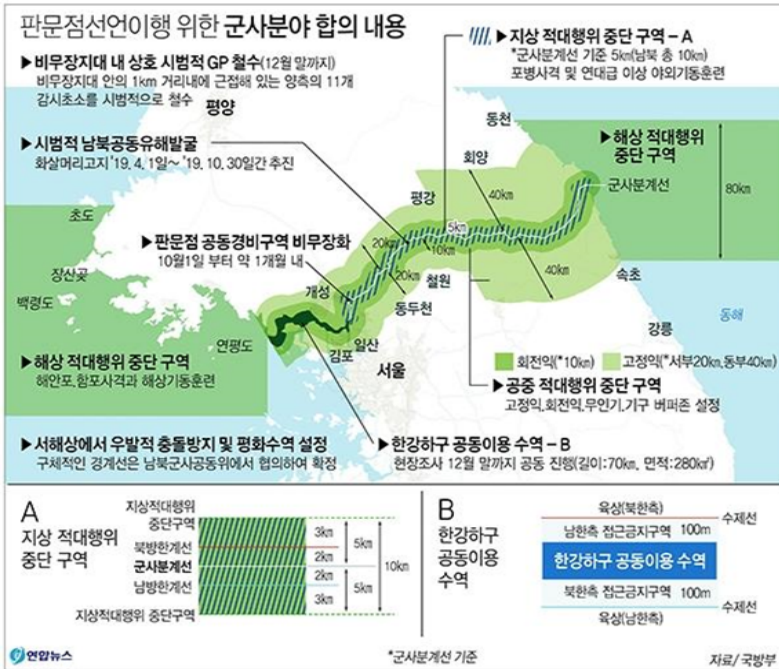 판문점선언이행 위한 군사분야 합의 내용
▶비무장지대 내 상호 시범적 GP 철수(12월 말까지)
비무장지대 안의 1km 거리내에 근접해 있는 양측의 11개
감시초소를 시범적으로 철수
평양
▶시범적 남북공동유해발굴
화살머리고지 '19. 4. 1일~ '19. 10. 30일간 추진
▶판문점 공동경비구역 비무장화
10월1일 부터 약 1개월 내
지상 적대행위 중단 구역 – A
*군사분계선 기준 5km(남북 총 10km)
포병사격 및 연대급 이상 야외기동훈련
동천
회양
평강
▶해상 적대행위
중단 구역
군사분계선
80km
40km
5km
10km
20km
20km
40km
초도
장산곶
백령도
연평도
개성
철원
동두천
속초
강릉
동해
일산
김포
서울
▶해상 적대행위 중단 구역
해안포.함포사격과 해상기동훈련
회전익(*10km)
고정익(*서부20km,동부40km)
▶공중 적대행위 중단 구역
고정익.회전익.무인기.기구 버퍼존 설정
▶서해상에서 우발적 충돌방지 및 평화수역 설정
구체적인 경계선은 남북군사공동위에서 협의하여 확정
▶한강하구 공동이용 수역 – B
현장조사 12월 말까지 공동 진행(길이:70km, 면적:280㎢)
A
지상 적대행위
중단 구역
지상적대행위
중단구역
북방한계선
군사분계선
남방한계선
지상적대행위 중단구역
3km
2km
2km
3km
5km
5km
10km
B
한강하구
공동이용
수역
육상(북한측)
수제선
남한측 접근금지구역
100m
한강하구 공동이용 수역
북한측 접근금지구역
100m
수제선
육상(남한측)
연합뉴스
*군사분계선 기준
자료/ 국방부